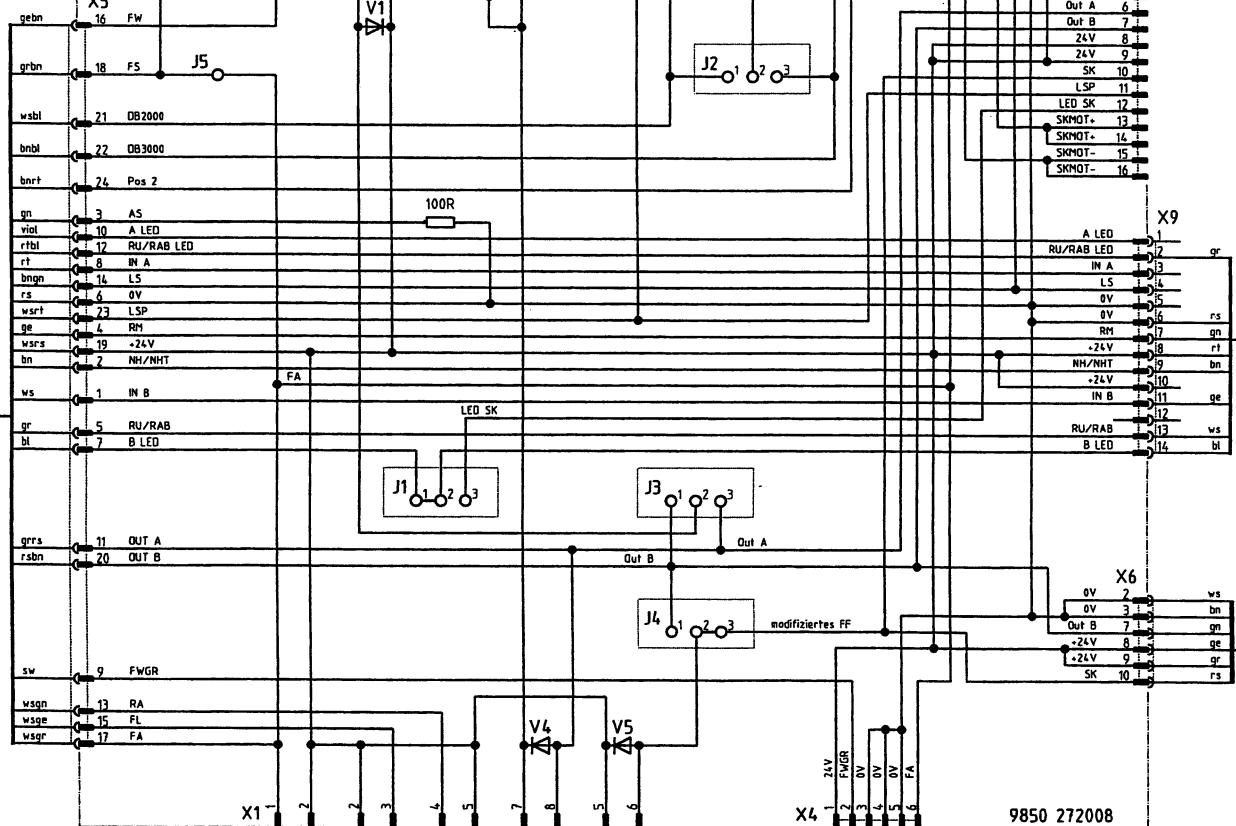 X5
gebn 16 FW
V1
Out A 6
Out B 7
24V 8
24V 9
SK 10
LSP 11
LED SK 12
SKMOT+ 13
SKMOT+ 14
SKMOT- 15
SKMOT- 16
grbn 18 FS J5
J2 1 2 3
wsbl 21 DB2000
bnbl 22 DB3000
bnrt 24 Pos 2
100R
X9
gn 3 AS
viol 10 A LED A LED 1
rtbl 12 RU/RAB LED RU/RAB LED 2 gr
rt 8 IN A IN A 3
bngn 14 LS LS 4
rs 6 0V 0V 5
wsrt 23 LSP 0V 6 rs
ge 4 RM RM 7 gn
wsrs 19 +24V +24V 8 rt
bn 2 NH/NHT NH/NHT 9 bn
FA +24V 10
ws 1 IN B IN B 11 ge
LED SK 12
gr 5 RU/RAB RU/RAB 13 ws
bl 7 B LED B LED 14 bl
J1 1 2 3
J3 1 2 3
grrs 11 OUT A Out A
rsbn 20 OUT B Out B
X6
0V 2 ws
0V 3 bn
Out B 7 gn
+24V 8 ge
+24V 9 gr
SK 10 rs
J4 1 2 3 modifiziertes FF
sw 9 FWGR
wsgn 13 RA
wsge 15 FL
wsgr 17 FA
V4 V5
24V FWGR 0V 0V 0V FA
X1 1 2 2 3 4 5 7 8 5 6
X4 1 2 3 4 5 6
9850 272008